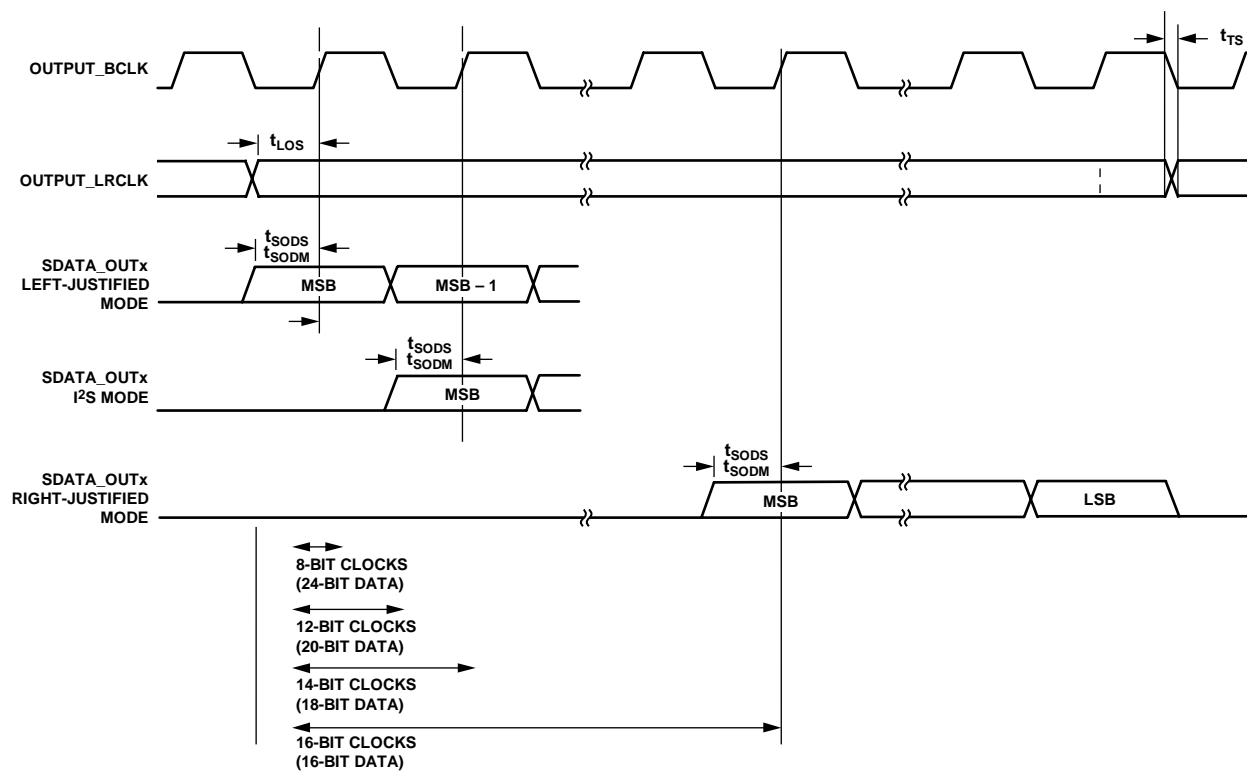 OUTPUT_BCLK
tTS
tLOS
OUTPUT_LRCLK
tSODS
tSODM
SDATA_OUTx
LEFT-JUSTIFIED
MODE
MSB
MSB – 1
tSODS
tSODM
SDATA_OUTx
I2S MODE
MSB
tSODS
tSODM
SDATA_OUTx
RIGHT-JUSTIFIED
MODE
MSB
LSB
8-BIT CLOCKS
(24-BIT DATA)
12-BIT CLOCKS
(20-BIT DATA)
14-BIT CLOCKS
(18-BIT DATA)
16-BIT CLOCKS
(16-BIT DATA)